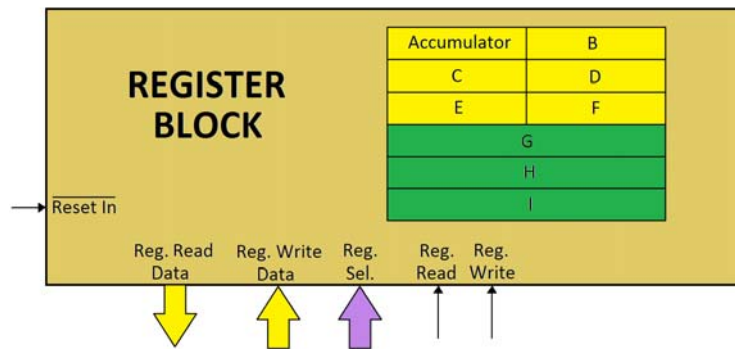 REGISTER
BLOCK
Accumulator
B
C
D
E
F
G
H
I
Reset In
Reg. Read
Data
Reg. Write
Data
Reg.
Sel.
Reg.
Read
Reg.
Write